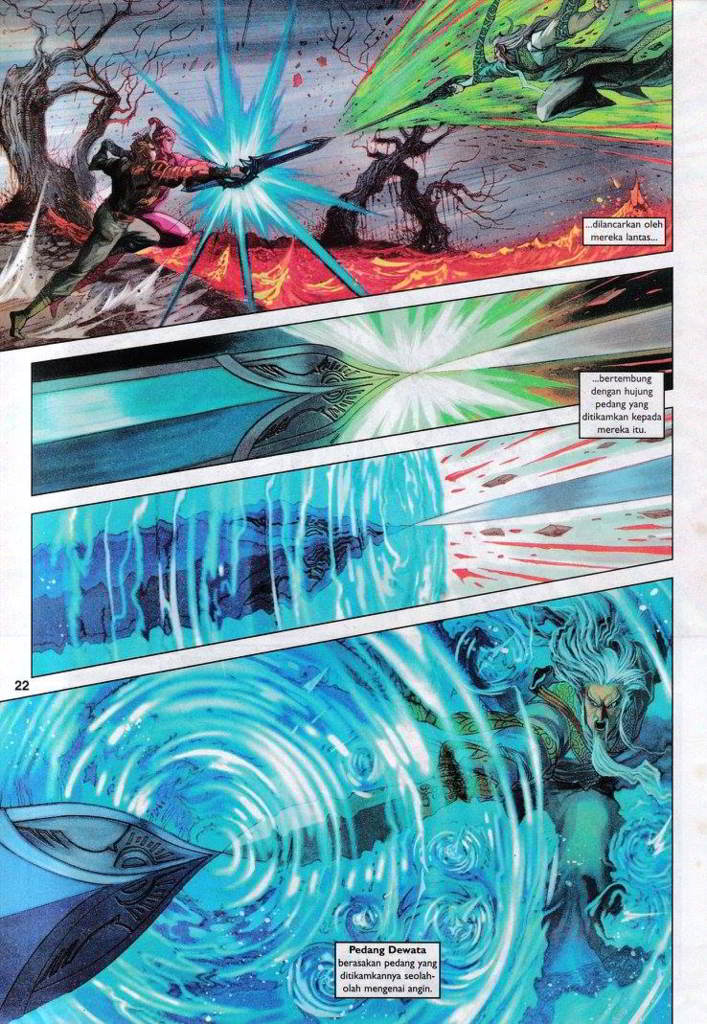 ...dilancarkan oleh
mereka lantas...
...bertembung
dengan hujung
pedang yang
ditikamkan kepada
mereka itu.
22
Pedang Dewata
berasakan pedang yang
ditikamkannya seolah-
olah mengenai angin.